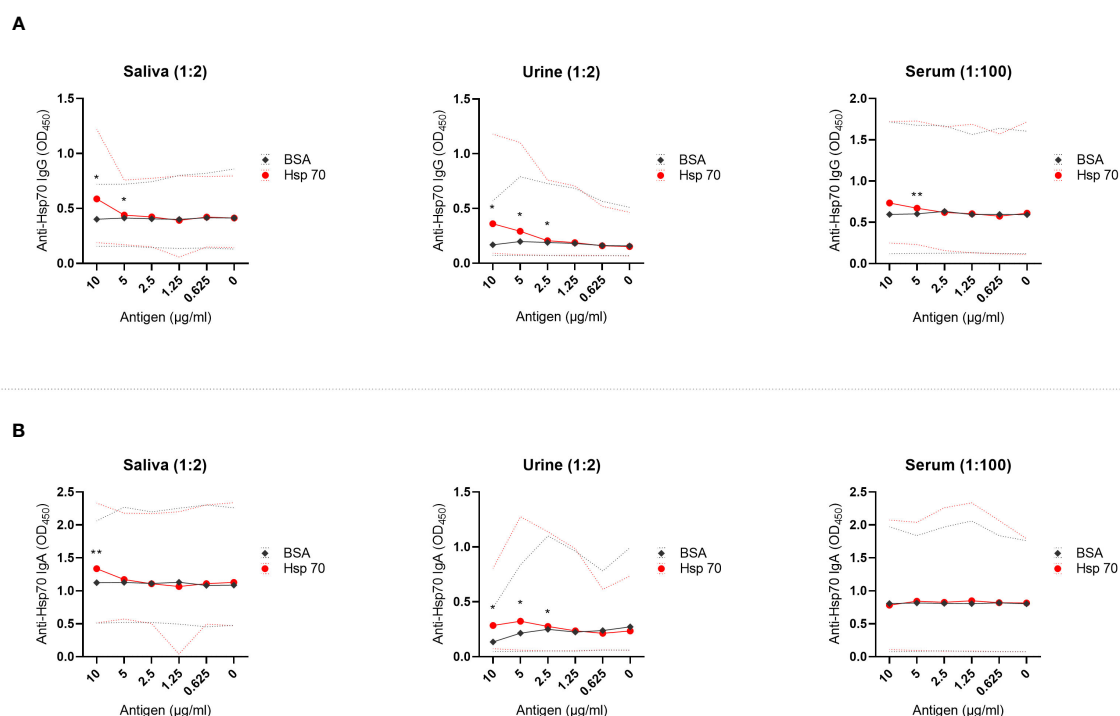 A
Saliva (1:2)
Anti-Hsp70 IgG (OD450)
1.5
1.0
0.5
0.0
*
*
10
5
2.5
1.25
0.625
0
Antigen (µg/ml)
BSA
Hsp 70
Urine (1:2)
Anti-Hsp70 IgG (OD450)
1.5
1.0
0.5
0.0
*
*
*
10
5
2.5
1.25
0.625
0
Antigen (µg/ml)
BSA
Hsp 70
Serum (1:100)
Anti-Hsp70 IgG (OD450)
2.0
1.5
1.0
0.5
0.0
**
10
5
2.5
1.25
0.625
0
Antigen (µg/ml)
BSA
Hsp 70
B
Saliva (1:2)
Anti-Hsp70 IgA (OD450)
2.5
2.0
1.5
1.0
0.5
0.0
**
10
5
2.5
1.25
0.625
0
Antigen (µg/ml)
BSA
Hsp 70
Urine (1:2)
Anti-Hsp70 IgA (OD450)
1.5
1.0
0.5
0.0
*
*
*
10
5
2.5
1.25
0.625
0
Antigen (µg/ml)
BSA
Hsp 70
Serum (1:100)
Anti-Hsp70 IgA (OD450)
2.5
2.0
1.5
1.0
0.5
0.0
10
5
2.5
1.25
0.625
0
Antigen (µg/ml)
BSA
Hsp 70